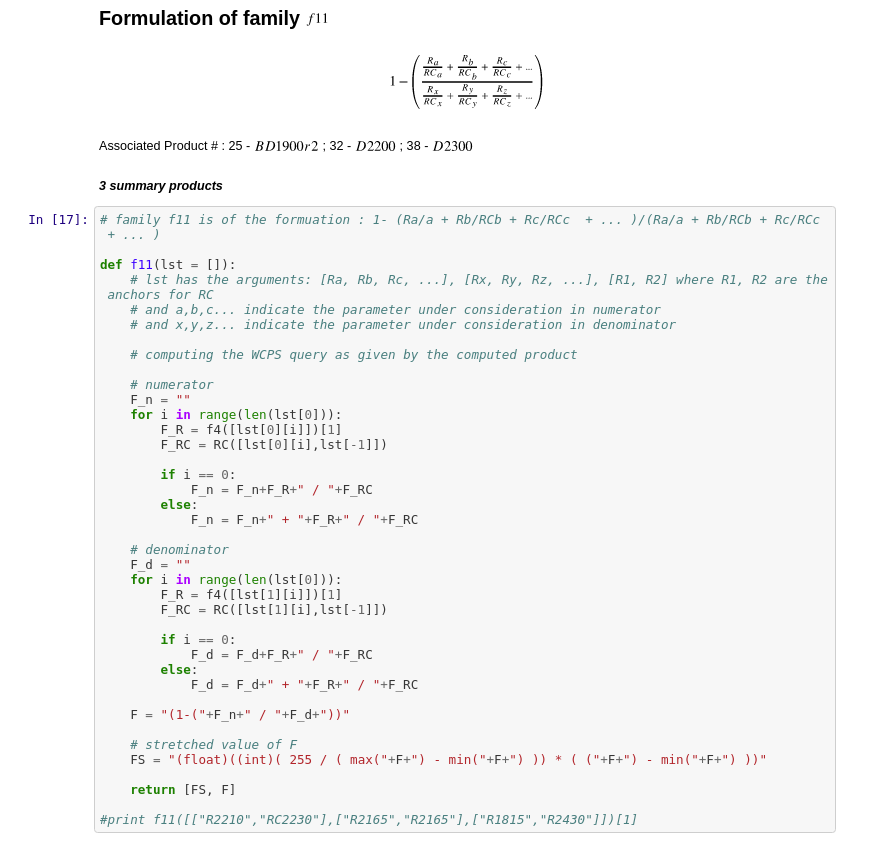 Formulation of family f11
1 − ( (R_a/RC_a + R_b/RC_b + R_c/RC_c + ...) / (R_x/RC_x + R_y/RC_y + R_z/RC_z + ...) )
Associated Product # : 25 - BD1900r2 ; 32 - D2200 ; 38 - D2300
3 summary products
In [17]: # family f11 is of the formuation : 1- (Ra/a + Rb/RCb + Rc/RCc  + ... )/(Ra/a + Rb/RCb + Rc/RCc
 + ... )
def f11(lst = []):
    # lst has the arguments: [Ra, Rb, Rc, ...], [Rx, Ry, Rz, ...], [R1, R2] where R1, R2 are the
 anchors for RC
    # and a,b,c... indicate the parameter under consideration in numerator
    # and x,y,z... indicate the parameter under consideration in denominator
    # computing the WCPS query as given by the computed product
    # numerator
    F_n = ""
    for i in range(len(lst[0])):
        F_R = f4([lst[0][i]])[1]
        F_RC = RC([lst[0][i],lst[-1]])
        if i == 0:
            F_n = F_n+F_R+" / "+F_RC
        else:
            F_n = F_n+" + "+F_R+" / "+F_RC
    # denominator
    F_d = ""
    for i in range(len(lst[0])):
        F_R = f4([lst[1][i]])[1]
        F_RC = RC([lst[1][i],lst[-1]])
        if i == 0:
            F_d = F_d+F_R+" / "+F_RC
        else:
            F_d = F_d+" + "+F_R+" / "+F_RC
    F = "(1-("+F_n+" / "+F_d+"))"
    # stretched value of F
    FS = "(float)((int)( 255 / ( max("+F+") - min("+F+") )) * ( ("+F+") - min("+F+") ))"
    return [FS, F]
#print f11([["R2210","RC2230"],["R2165","R2165"],["R1815","R2430"]])[1]